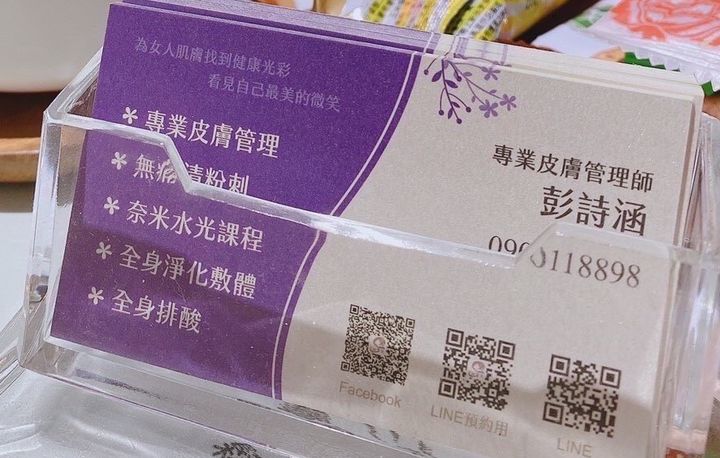 為女人肌膚找到健康光彩
看見自己最美的微笑
* 專業皮膚管理
* 無痛清粉刺
* 奈米水光課程
* 全身淨化敷體
* 全身排酸
專業皮膚管理師
彭詩涵
Facebook
LINE預約用
LINE